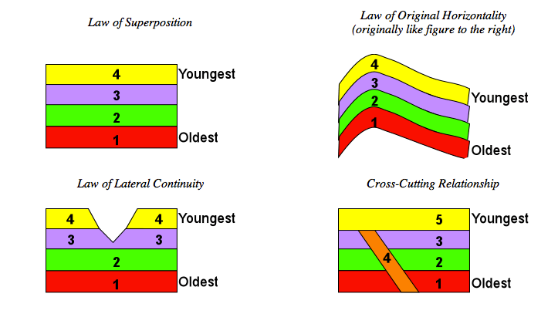 Law of Superposition
4 Youngest
3
2
1 Oldest
Law of Original Horizontality
(originally like figure to the right)
4
3
2
1
Youngest
Oldest
Law of Lateral Continuity
4 4 Youngest
3 3
2
1 Oldest
Cross-Cutting Relationship
5 Youngest
3
4 2
1 Oldest